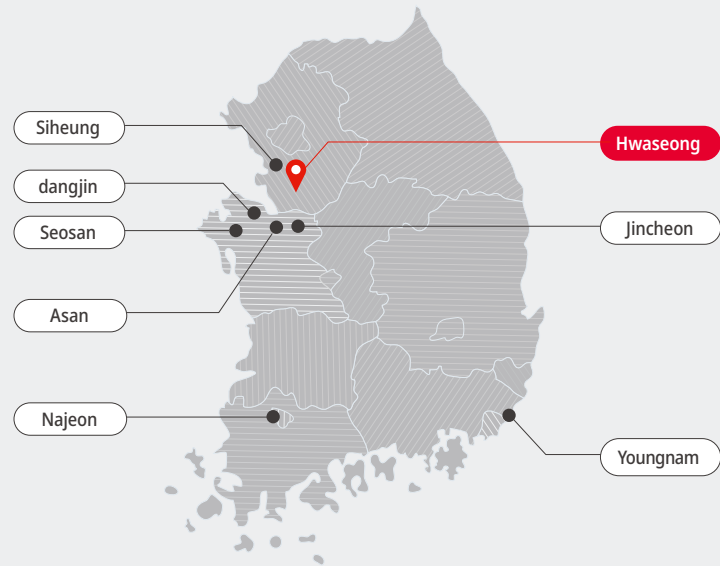 Siheung
Hwaseong
dangjin
Seosan
Jincheon
Asan
Najeon
Youngnam